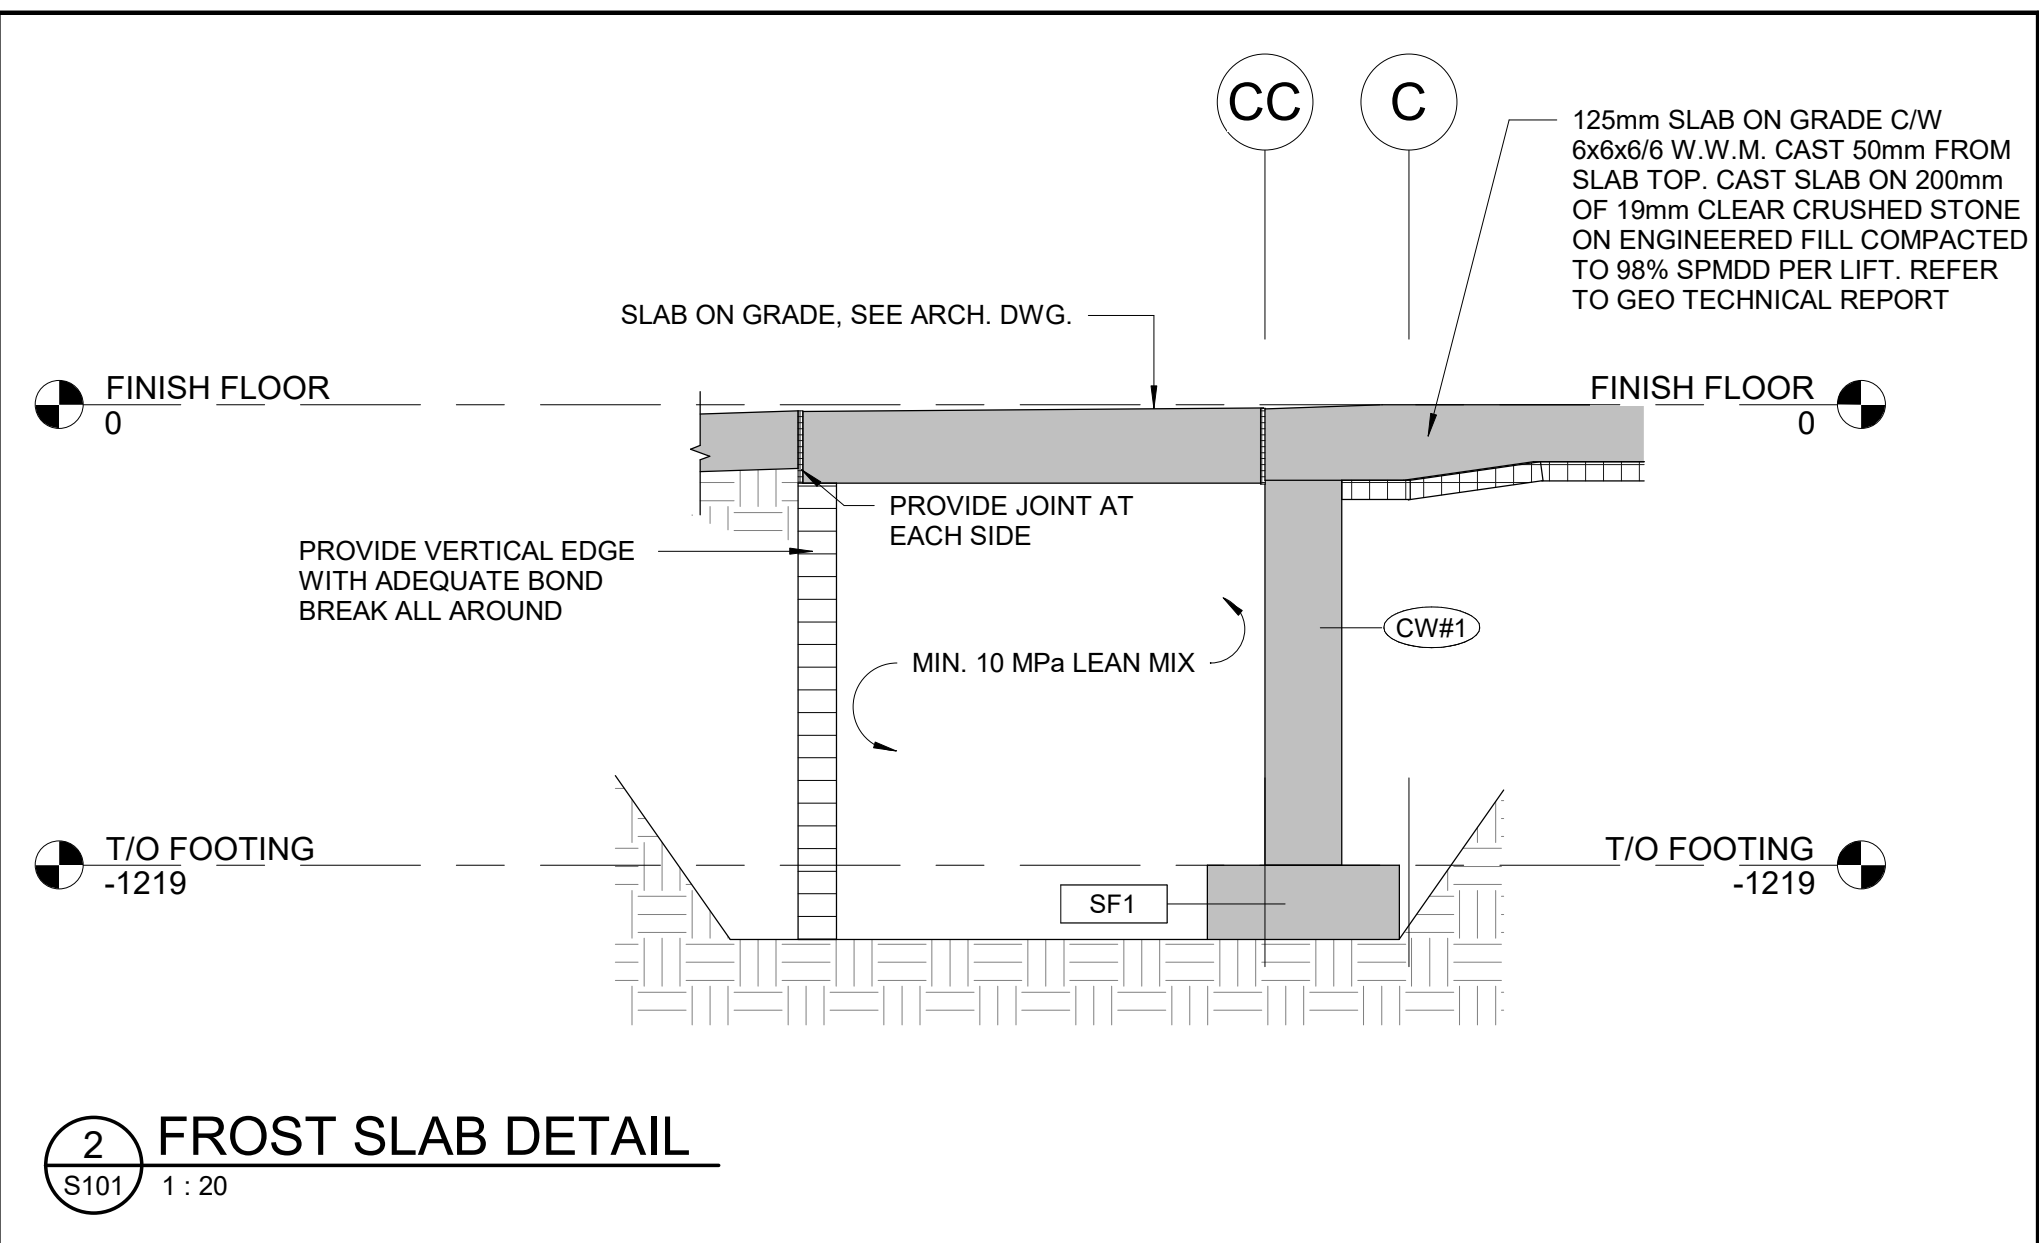 CC
C
125mm SLAB ON GRADE C/W
6x6x6/6 W.W.M. CAST 50mm FROM
SLAB TOP. CAST SLAB ON 200mm
OF 19mm CLEAR CRUSHED STONE
ON ENGINEERED FILL COMPACTED
TO 98% SPMDD PER LIFT. REFER
TO GEO TECHNICAL REPORT
SLAB ON GRADE, SEE ARCH. DWG.
FINISH FLOOR
0
FINISH FLOOR
0
PROVIDE JOINT AT
EACH SIDE
PROVIDE VERTICAL EDGE
WITH ADEQUATE BOND
BREAK ALL AROUND
CW#1
MIN. 10 MPa LEAN MIX
T/O FOOTING
-1219
T/O FOOTING
-1219
SF1
2
S101
FROST SLAB DETAIL
1 : 20